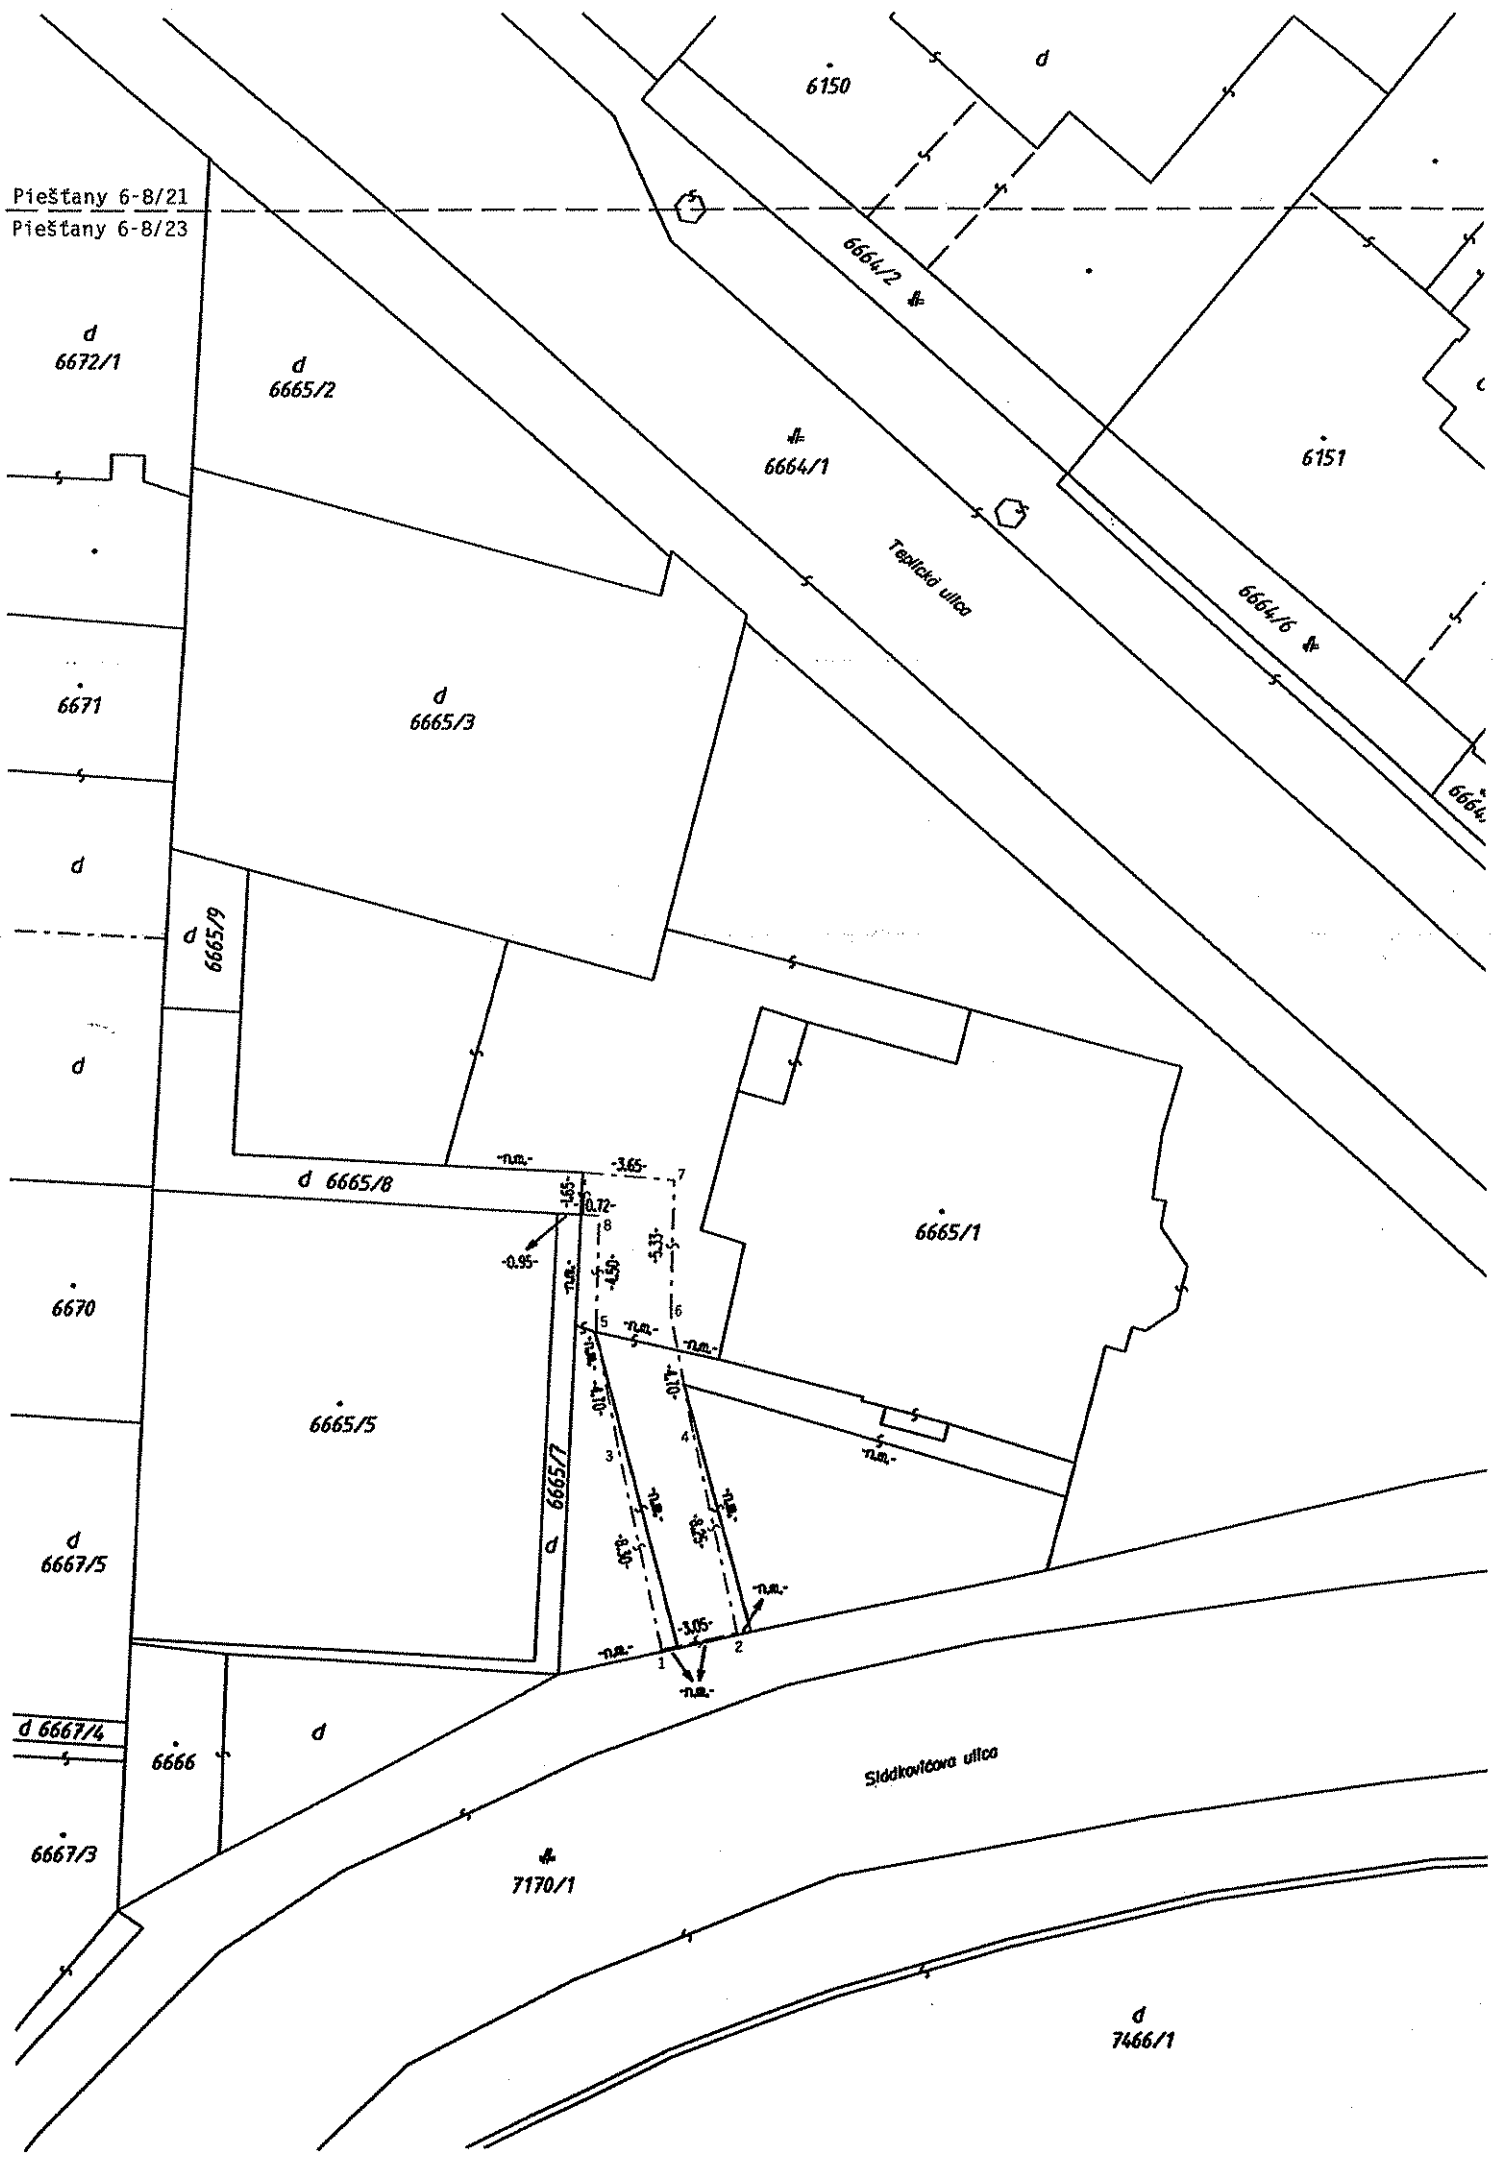 6150
d
Piešťany 6-8/21
Piešťany 6-8/23
6664/2
d
6672/1
d
6665/2
6664/1
6151
Teplická ulica
6664/6
6671
d
6665/3
6664
d
d
6665/9
d
-n.m.-
-3.65-
7
d 6665/8
-1.65-
-0.72-
8
6665/1
-0.95-
-n.m.-
-4.50-
-5.33-
6670
5
-n.m.-
6
-n.m.-
-n.m.-
-4.70-
-4.70-
6665/5
3
4
-n.m.-
6665/7
d
-n.m.-
-n.m.-
-8.30-
-8.25-
d
6667/5
-n.m.-
-3.05-
-n.m.-
1
2
-n.m.-
d 6667/4
6666
d
Sládkovičova ulica
6667/3
7170/1
d
7466/1